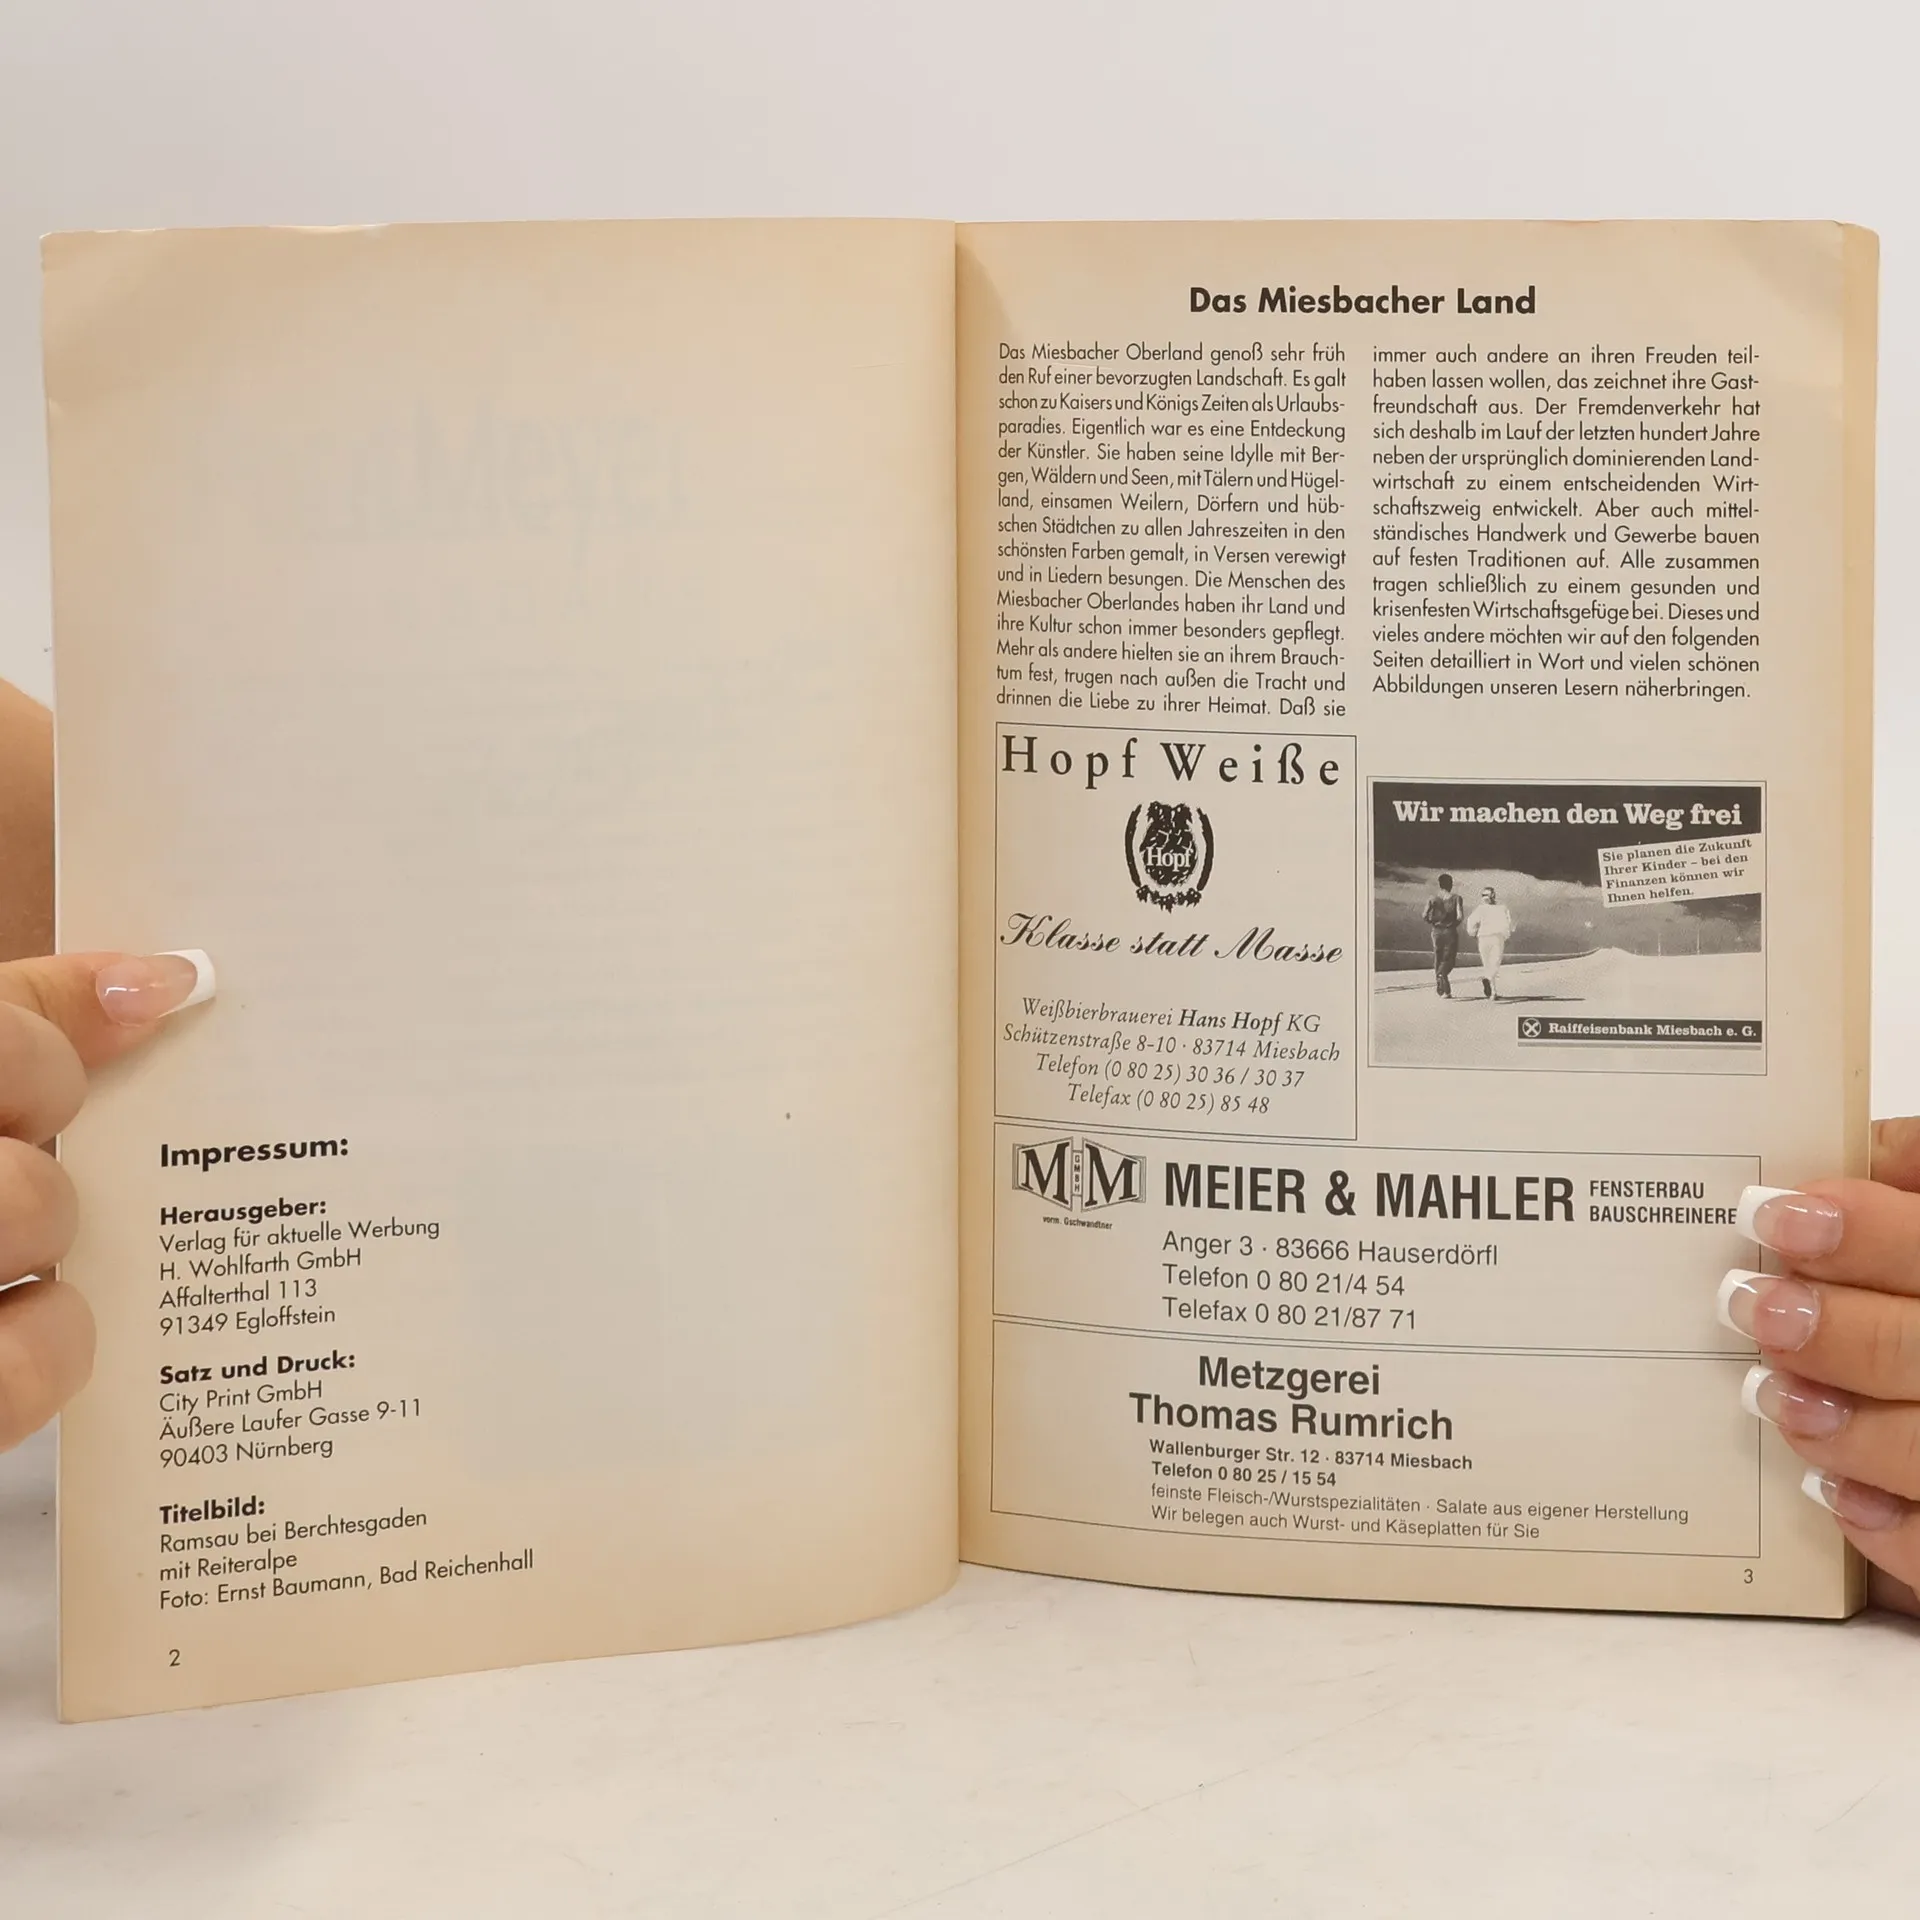 Impressum:
Herausgeber:
Verlag für aktuelle Werbung
H. Wohlfarth GmbH
Affalterthal 113
91349 Egloffstein
Satz und Druck:
City Print GmbH
Äußere Laufer Gasse 9-11
90403 Nürnberg
Titelbild:
Ramsau bei Berchtesgaden
mit Reiteralpe
Foto: Ernst Baumann, Bad Reichenhall
2
Das Miesbacher Land
Das Miesbacher Oberland genoß sehr früh
den Ruf einer bevorzugten Landschaft. Es galt
schon zu Kaisers und Königs Zeiten als Urlaubs-
paradies. Eigentlich war es eine Entdeckung
der Künstler. Sie haben seine Idylle mit Ber-
gen, Wäldern und Seen, mit Tälern und Hügel-
land, einsamen Weilern, Dörfern und hüb-
schen Städtchen zu allen Jahreszeiten in den
schönsten Farben gemalt, in Versen verewigt
und in Liedern besungen. Die Menschen des
Miesbacher Oberlandes haben ihr Land und
ihre Kultur schon immer besonders gepflegt.
Mehr als andere hielten sie an ihrem Brauch-
tum fest, trugen nach außen die Tracht und
drinnen die Liebe zu ihrer Heimat. Daß sie
immer auch andere an ihren Freuden teil-
haben lassen wollen, das zeichnet ihre Gast-
freundschaft aus. Der Fremdenverkehr hat
sich deshalb im Lauf der letzten hundert Jahre
neben der ursprünglich dominierenden Land-
wirtschaft zu einem entscheidenden Wirt-
schaftszweig entwickelt. Aber auch mittel-
ständisches Handwerk und Gewerbe bauen
auf festen Traditionen auf. Alle zusammen
tragen schließlich zu einem gesunden und
krisenfesten Wirtschaftsgefüge bei. Dieses und
vieles andere möchten wir auf den folgenden
Seiten detailliert in Wort und vielen schönen
Abbildungen unseren Lesern näherbringen.
Hopf Weiße
Hopf
Klasse statt Masse
Weißbierbrauerei Hans Hopf KG
Schützenstraße 8-10 · 83714 Miesbach
Telefon (0 80 25) 30 36 / 30 37
Telefax (0 80 25) 85 48
Wir machen den Weg frei
Sie planen die Zukunft
Ihrer Kinder – bei den
Finanzen können wir
Ihnen helfen.
Raiffeisenbank Miesbach e. G.
M GMBH M
vorm. Gschwandtner
MEIER & MAHLER
FENSTERBAU
BAUSCHREINERE
Anger 3 · 83666 Hauserdörfl
Telefon 0 80 21/4 54
Telefax 0 80 21/87 71
Metzgerei
Thomas Rumrich
Wallenburger Str. 12 · 83714 Miesbach
Telefon 0 80 25 / 15 54
feinste Fleisch-/Wurstspezialitäten · Salate aus eigener Herstellung
Wir belegen auch Wurst- und Käseplatten für Sie
3